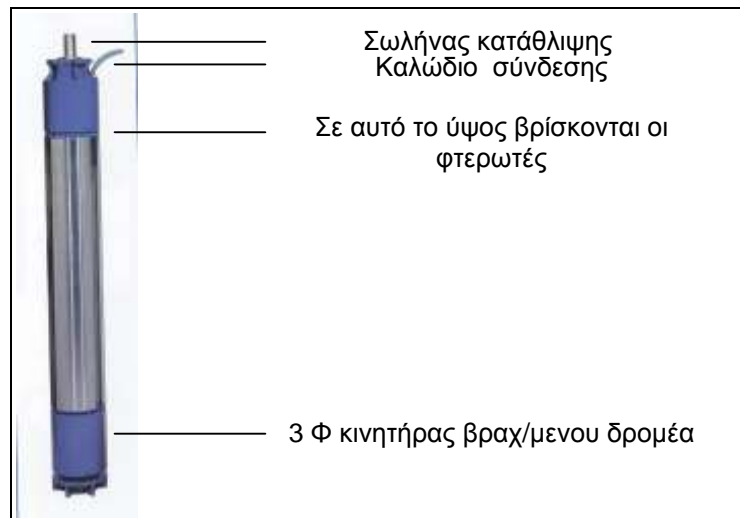 Σωλήνας κατάθλιψης
Καλώδιο σύνδεσης
Σε αυτό το ύψος βρίσκονται οι
φτερωτές
3 Φ κινητήρας βραχ/μενου δρομέα